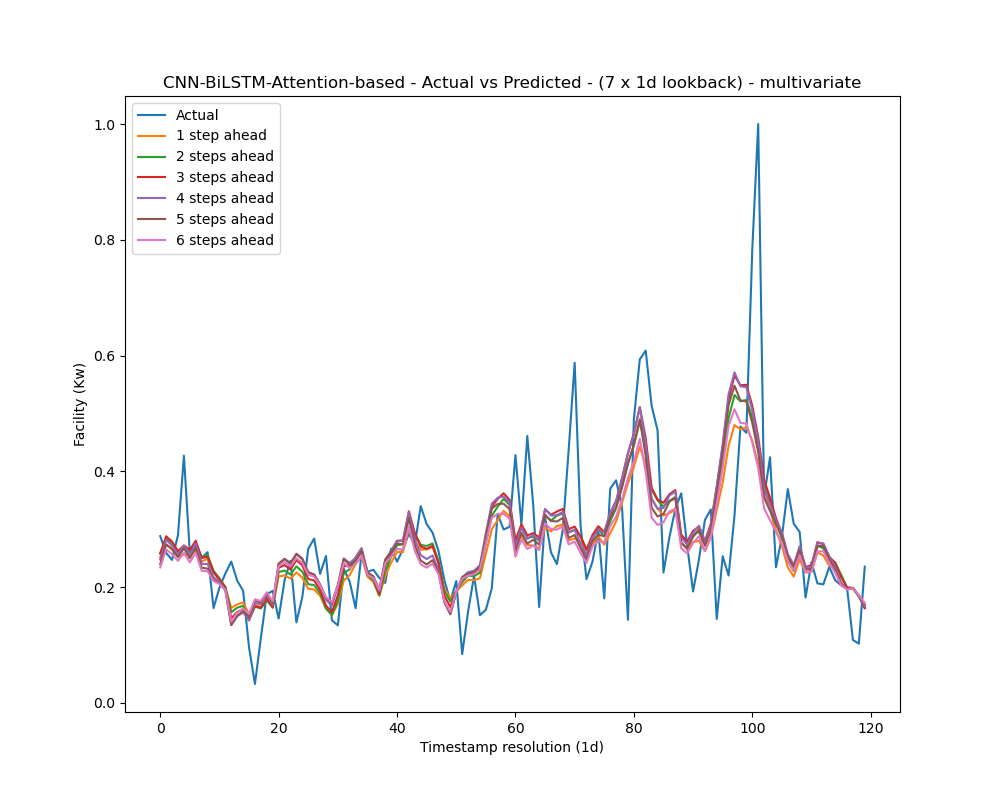 CNN-BiLSTM-Attention-based - Actual vs Predicted - (7 x 1d lookback) - multivariate
Actual
1 step ahead
2 steps ahead
3 steps ahead
4 steps ahead
5 steps ahead
6 steps ahead
1.0
0.8
0.6
0.4
0.2
0.0
Facility (Kw)
0 20 40 60 80 100 120
Timestamp resolution (1d)